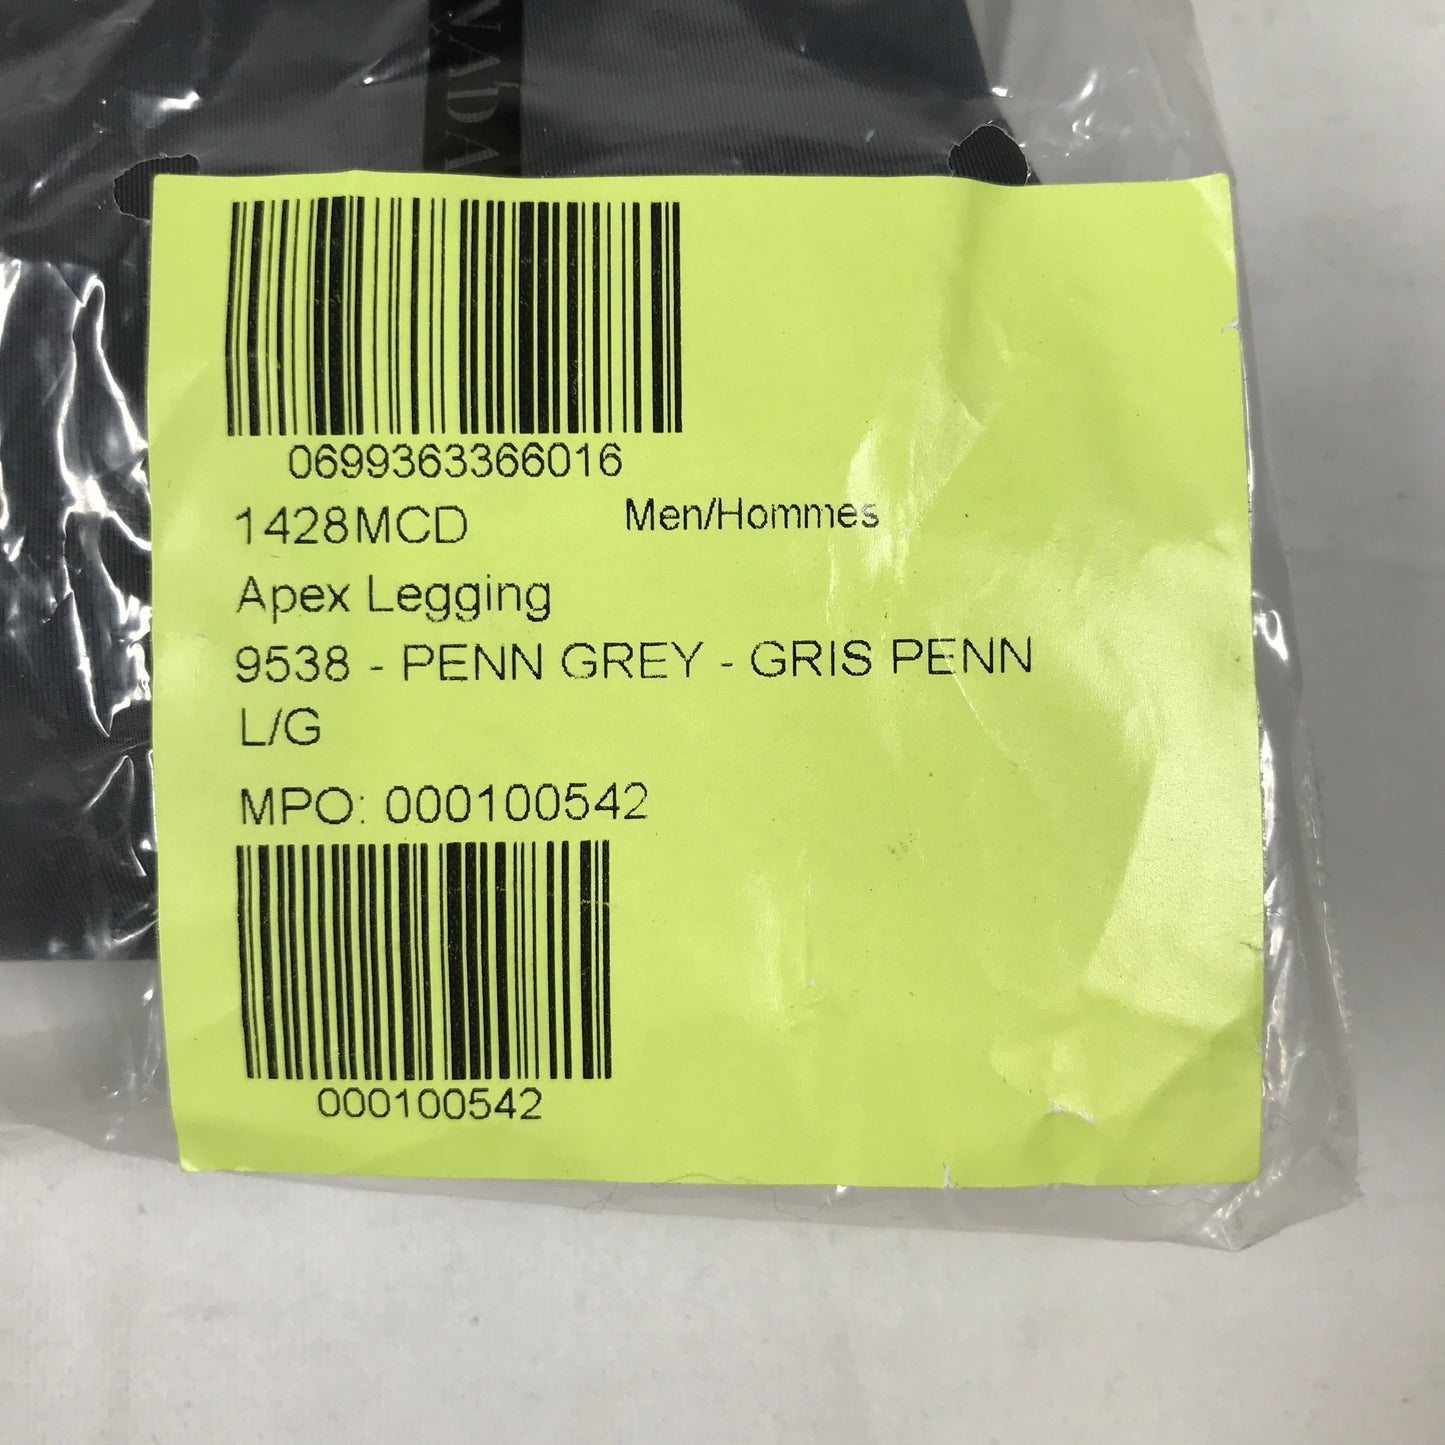 0699363366016
1428MCD Men/Hommes
Apex Legging
9538 - PENN GREY - GRIS PENN
L/G
MPO: 000100542
000100542